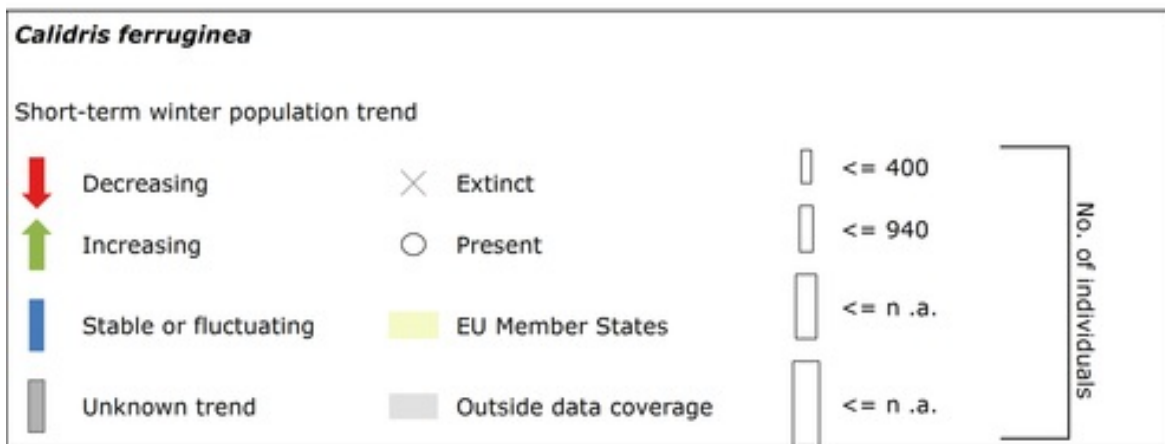 Calidris ferruginea
Short-term winter population trend
Decreasing
Increasing
Stable or fluctuating
Unknown trend
Extinct
Present
EU Member States
Outside data coverage
<= 400
<= 940
<= n .a.
<= n .a.
No. of individuals